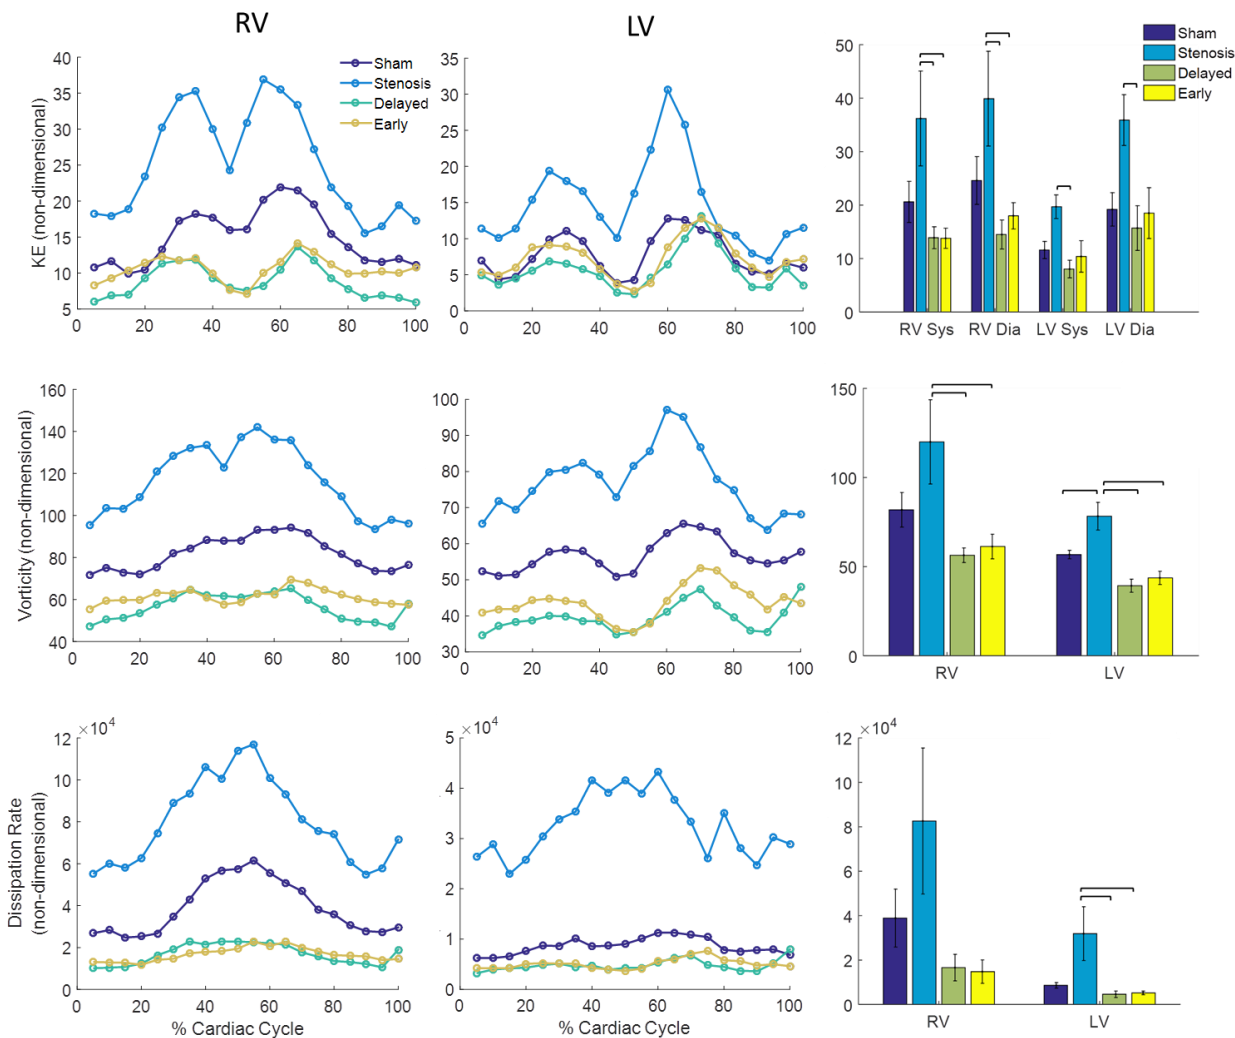 RV
LV
Sham
Stenosis
Delayed
Early
KE (non-dimensional)
40
35
30
25
20
15
10
5
0 20 40 60 80 100
35
30
25
20
15
10
5
0
0 20 40 60 80 100
Sham
Stenosis
Delayed
Early
50
40
30
20
10
0
RV Sys RV Dia LV Sys LV Dia
Vorticity (non-dimensional)
160
140
120
100
80
60
40
0 20 40 60 80 100
100
90
80
70
60
50
40
30
0 20 40 60 80 100
150
100
50
0
RV LV
Dissipation Rate
(non-dimensional)
×10⁴
12
10
8
6
4
2
0
0 20 40 60 80 100
% Cardiac Cycle
×10⁴
5
4
3
2
1
0
0 20 40 60 80 100
% Cardiac Cycle
×10⁴
12
10
8
6
4
2
0
RV LV